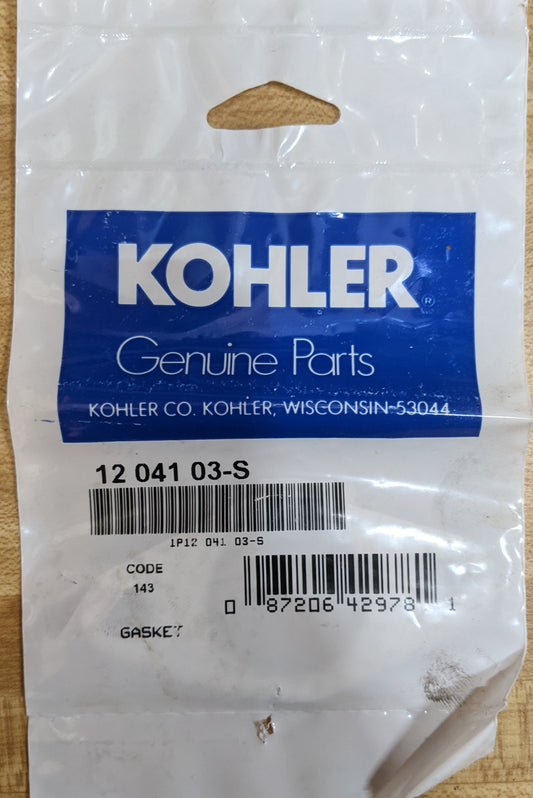 KOHLER®
Genuine Parts
KOHLER CO. KOHLER, WISCONSIN 53044
12 041 03-S
1P12 041 03-S
CODE
143
0 87206 42978 1
GASKET